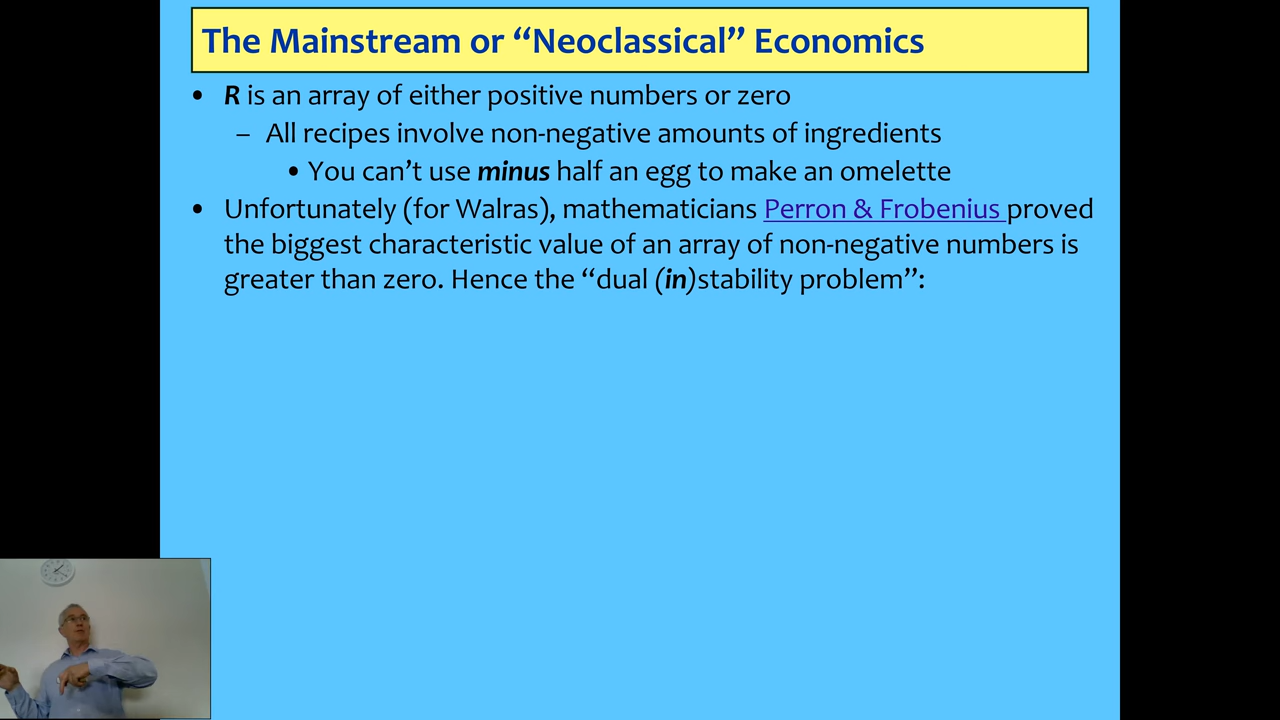 The Mainstream or “Neoclassical” Economics
• R is an array of either positive numbers or zero
– All recipes involve non-negative amounts of ingredients
• You can’t use minus half an egg to make an omelette
• Unfortunately (for Walras), mathematicians Perron & Frobenius proved
the biggest characteristic value of an array of non-negative numbers is
greater than zero. Hence the “dual (in)stability problem”: